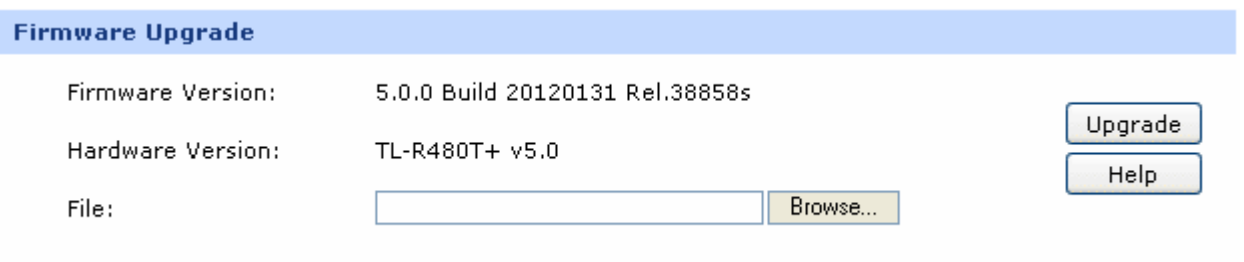 Firmware Upgrade
Firmware Version: 5.0.0 Build 20120131 Rel.38858s
Upgrade
Hardware Version: TL-R480T+ v5.0
Help
File: Browse...